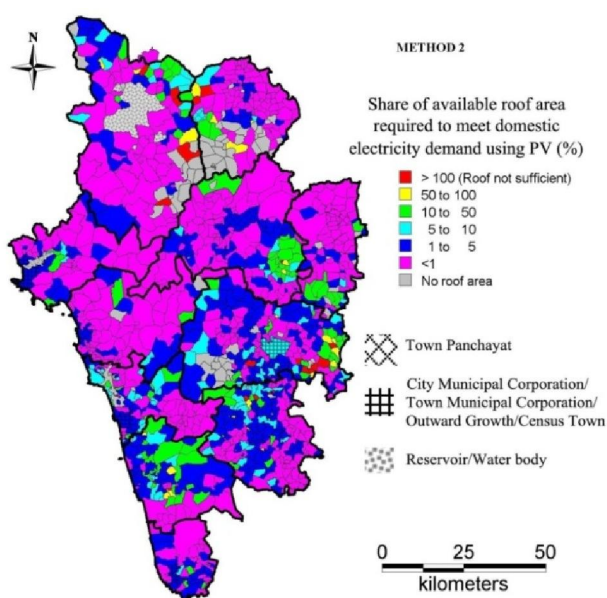 N
METHOD 2
Share of available roof area
required to meet domestic
electricity demand using PV (%)
> 100 (Roof not sufficient)
50 to 100
10 to 50
5 to 10
1 to 5
<1
No roof area
Town Panchayat
City Municipal Corporation/
Town Municipal Corporation/
Outward Growth/Census Town
Reservoir/Water body
0 25 50
kilometers